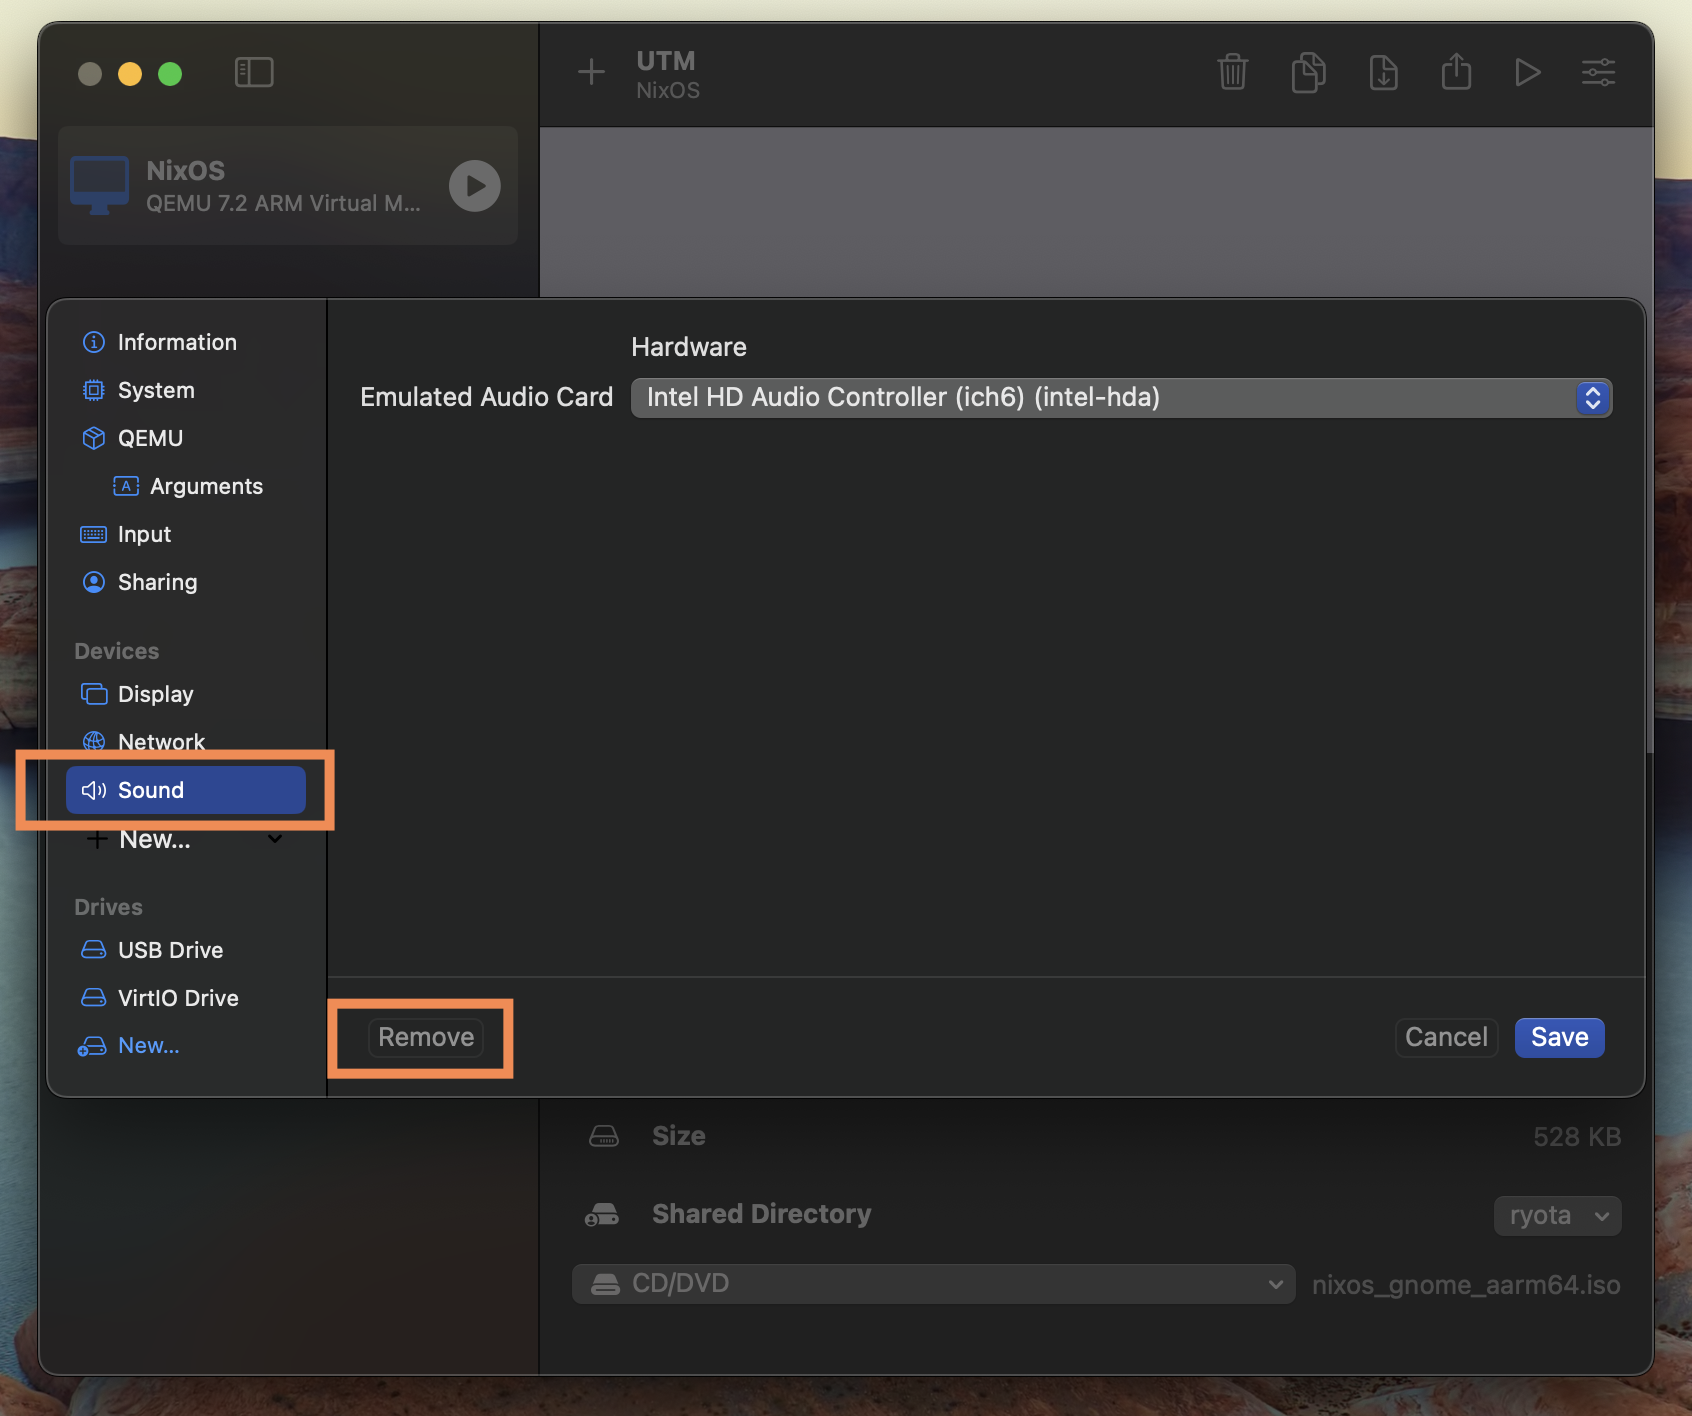 UTM
NixOS
NixOS
QEMU 7.2 ARM Virtual M...
Information
System
QEMU
A
Arguments
Input
Sharing
Devices
Display
Network
Sound
New...
Drives
USB Drive
VirtIO Drive
New...
Hardware
Emulated Audio Card
Intel HD Audio Controller (ich6) (intel-hda)
Remove
Cancel
Save
Size
528 KB
Shared Directory
ryota
CD/DVD
nixos_gnome_aarm64.iso